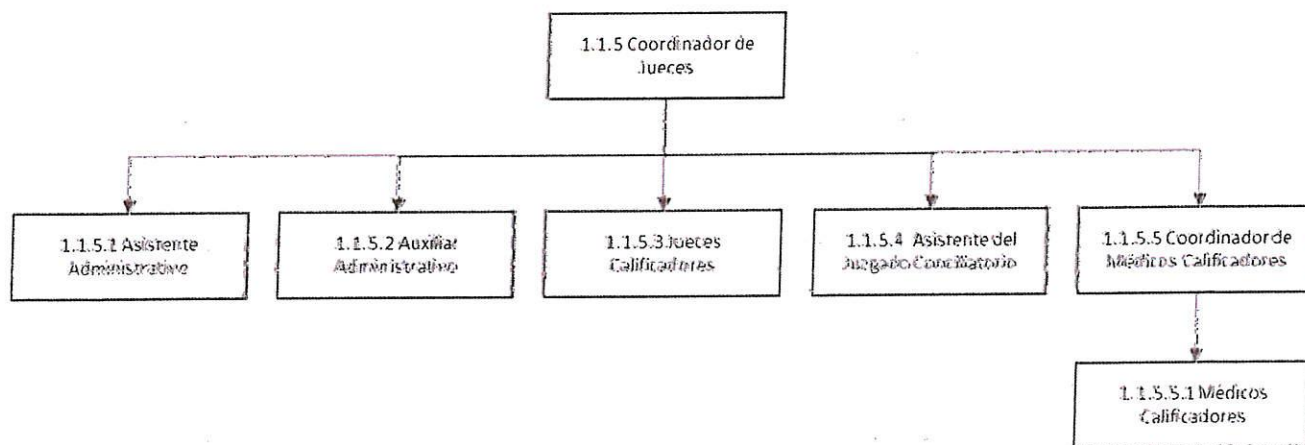 1.1.5 Coordinador de
Jueces
1.1.5.1 Asistente
Administrativo
1.1.5.2 Auxiliar
Administrativo
1.1.5.3 Jueces
Calificadores
1.1.5.4 Asistente del
Juzgado Conciliatorio
1.1.5.5 Coordinador de
Médicos Calificadores
1.1.5.5.1 Médicos
Calificadores